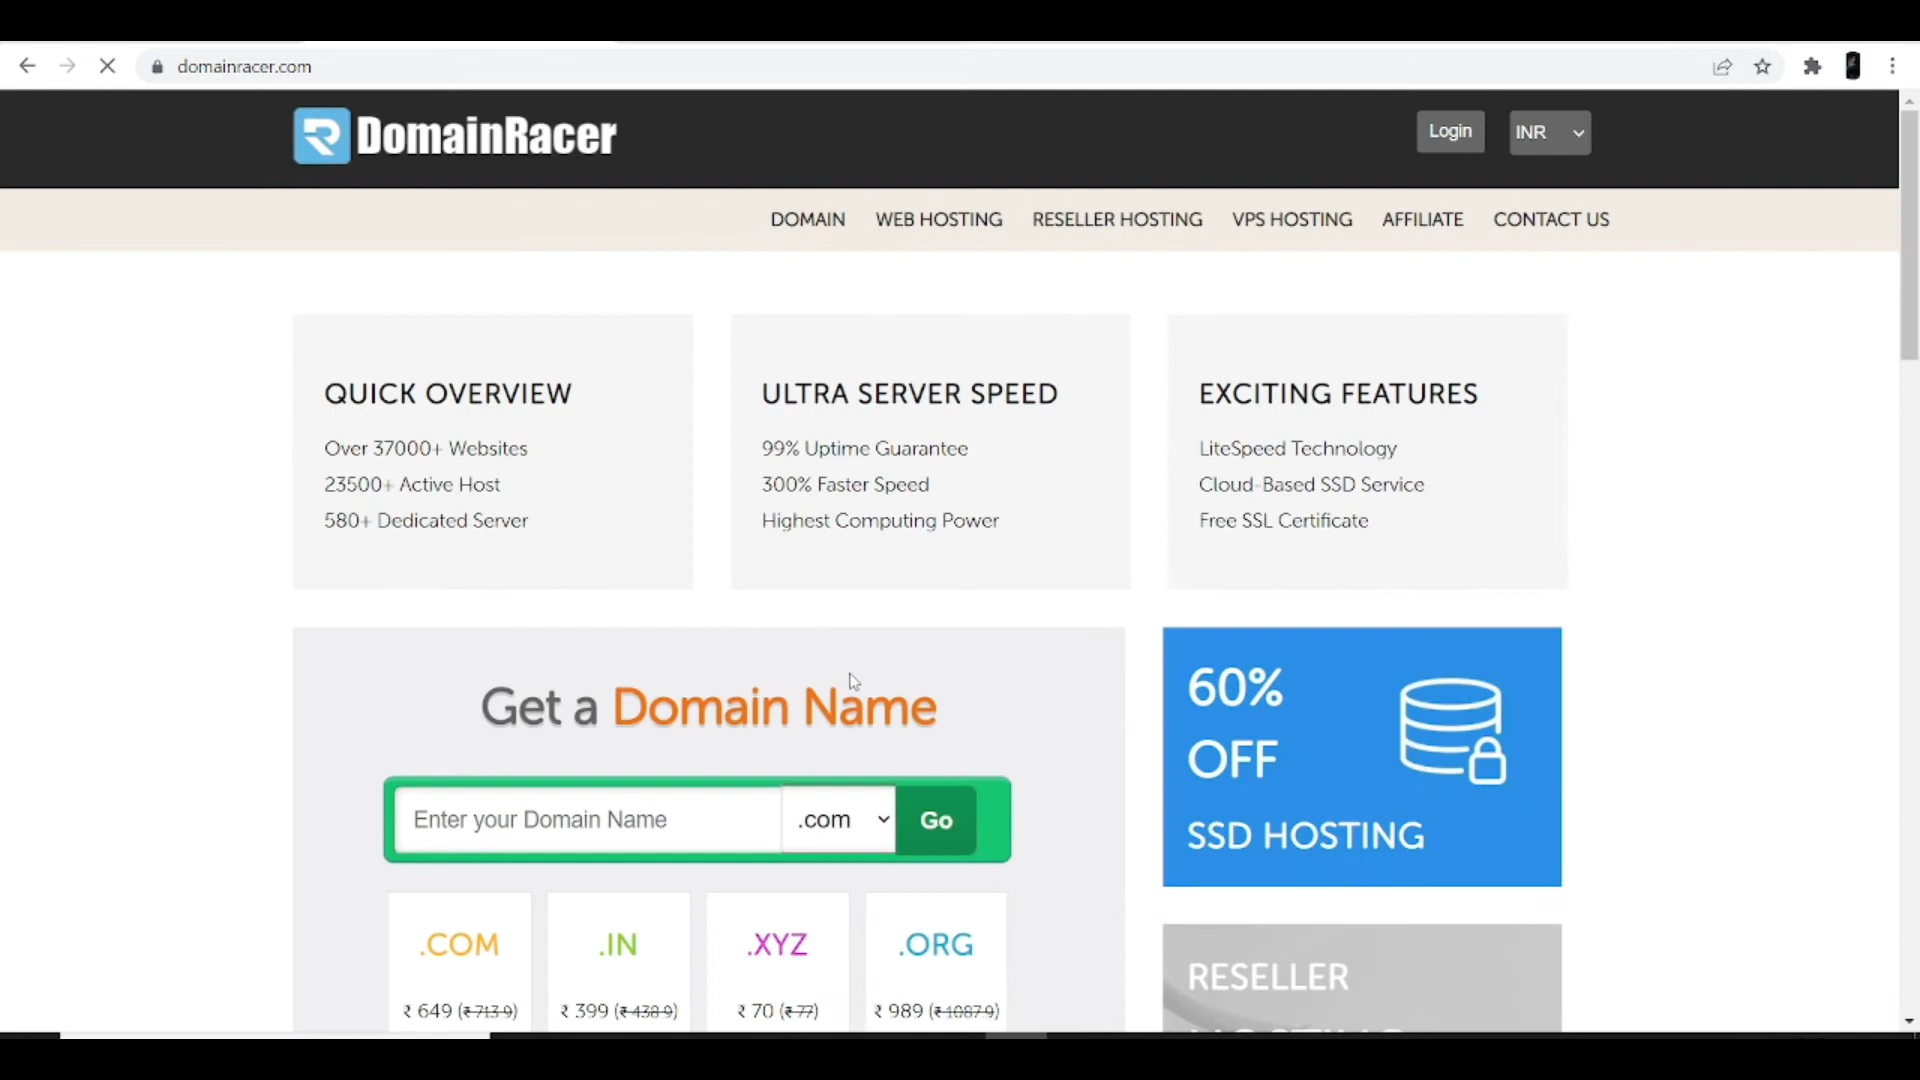 domainracer.com
DomainRacer
Login
INR
DOMAIN WEB HOSTING RESELLER HOSTING VPS HOSTING AFFILIATE CONTACT US
QUICK OVERVIEW
Over 37000+ Websites
23500+ Active Host
580+ Dedicated Server
ULTRA SERVER SPEED
99% Uptime Guarantee
300% Faster Speed
Highest Computing Power
EXCITING FEATURES
LiteSpeed Technology
Cloud-Based SSD Service
Free SSL Certificate
Get a Domain Name
Enter your Domain Name .com Go
.COM
₹ 649 (₹ 713.9)
.IN
₹ 399 (₹ 438.9)
.XYZ
₹ 70 (₹ 77)
.ORG
₹ 989 (₹ 1087.9)
60%
OFF
SSD HOSTING
RESELLER